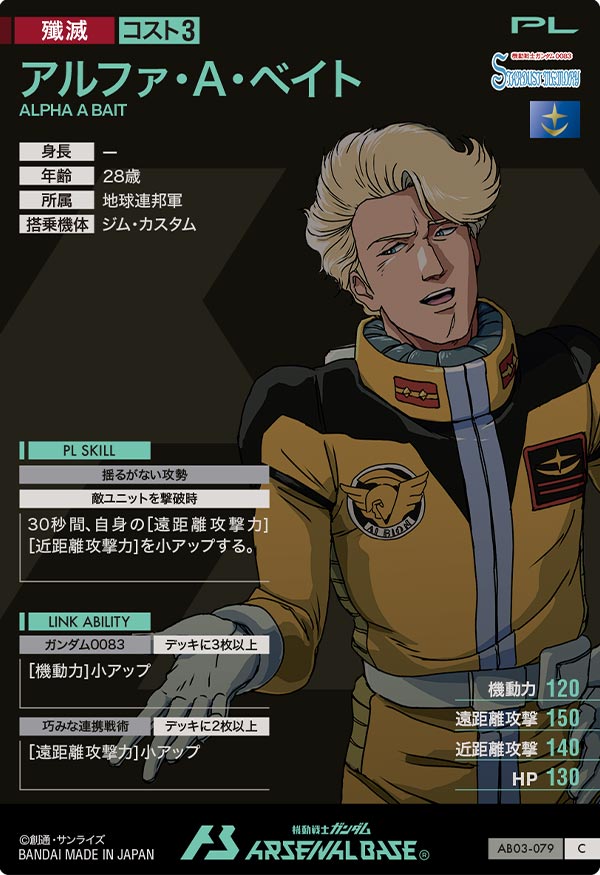 殲滅 コスト3
PL
アルファ・A・ベイト
ALPHA A BAIT
機動戦士ガンダム0083
STARDUST MEMORY
身長 ー
年齢 28歳
所属 地球連邦軍
搭乗機体 ジム・カスタム
ALBION
PL SKILL
揺るがない攻勢
敵ユニットを撃破時
30秒間、自身の[遠距離攻撃力]
[近距離攻撃力]を小アップする。
LINK ABILITY
ガンダム0083 デッキに3枚以上
[機動力]小アップ
巧みな連携戦術 デッキに2枚以上
[遠距離攻撃力]小アップ
機動力 120
遠距離攻撃 150
近距離攻撃 140
HP 130
©創通・サンライズ
BANDAI MADE IN JAPAN
機動戦士ガンダム
ARSENAL BASE®
AB03-079 C